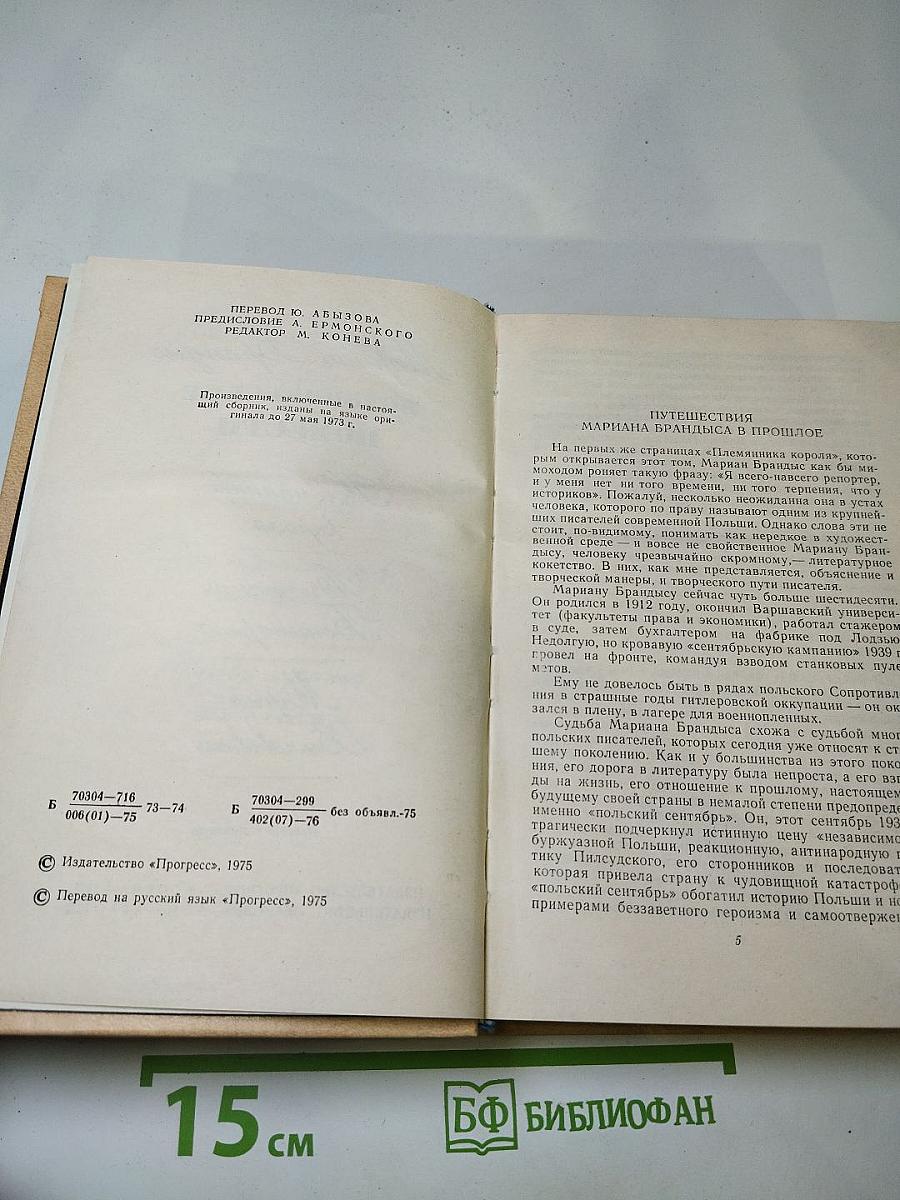 ПЕРЕВОД Ю. АБЫЗОВА
ПРЕДИСЛОВИЕ А. ЕРМОНСКОГО
РЕДАКТОР М. КОНЕВА
Произведения, включенные в настоя-
щий сборник, изданы на языке ори-
гинала до 27 мая 1973 г.
Б 70304—716
006(01)—75 73—74
Б 70304—299
402(07)—76 без объявл.-75
© Издательство «Прогресс», 1975
© Перевод на русский язык «Прогресс», 1975
ПУТЕШЕСТВИЯ
МАРИАНА БРАНДЫСА В ПРОШЛОЕ
На первых же страницах «Племянника короля», кото-
рым открывается этот том, Мариан Брандыс как бы ми-
моходом роняет такую фразу: «Я всего-навсего репортер,
и у меня нет ни того времени, ни того терпения, что у
историков». Пожалуй, несколько неожиданна она в устах
человека, которого по праву называют одним из крупней-
ших писателей современной Польши. Однако слова эти не
стоит, по-видимому, понимать как нередкое в художест-
венной среде — и вовсе не свойственное Мариану Бран-
дысу, человеку чрезвычайно скромному,— литературное
кокетство. В них, как мне представляется, объяснение и
творческой манеры, и творческого пути писателя.
Мариану Брандысу сейчас чуть больше шестидесяти.
Он родился в 1912 году, окончил Варшавский универси-
тет (факультеты права и экономики), работал стажером
в суде, затем бухгалтером на фабрике под Лодзью.
Недолгую, но кровавую «сентябрьскую кампанию» 1939 г
провел на фронте, командуя взводом станковых пуле
метов.
Ему не довелось быть в рядах польского Сопротивл
ния в страшные годы гитлеровской оккупации — он ок
зался в плену, в лагере для военнопленных.
Судьба Мариана Брандыса схожа с судьбой мног
польских писателей, которых сегодня уже относят к ст
шему поколению. Как и у большинства из этого поко
ния, его дорога в литературу была непроста, а его взг
ды на жизнь, его отношение к прошлому, настоящем
будущему своей страны в немалой степени предопреде
именно «польский сентябрь». Он, этот сентябрь 193
трагически подчеркнул истинную цену «независимо
буржуазной Польши, реакционную, антинародную п
тику Пилсудского, его сторонников и последоват
которая привела страну к чудовищной катастроф
«польский сентябрь» обогатил историю Польши и но
примерами беззаветного героизма и самоотвержен
5
15 см
БФ БИБЛИОФАН